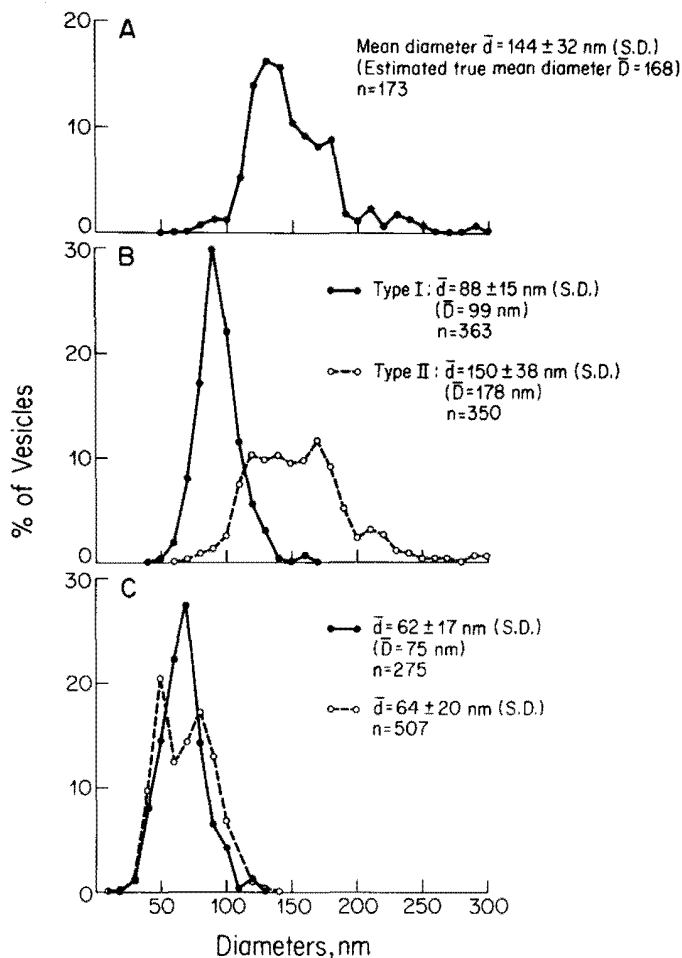 A
20
10
0
Mean diameter d̄ = 144 ± 32 nm (S.D.)
(Estimated true mean diameter D̄ = 168)
n=173
B
30
20
10
0
Type I : d̄ = 88 ± 15 nm (S.D.)
(D̄ = 99 nm)
n=363
Type II : d̄ = 150 ± 38 nm (S.D.)
(D̄ = 178 nm)
n=350
% of Vesicles
C
30
20
10
0
d̄ = 62 ± 17 nm (S.D.)
(D̄ = 75 nm)
n=275
d̄ = 64 ± 20 nm (S.D.)
n=507
50 100 150 200 250 300
Diameters, nm